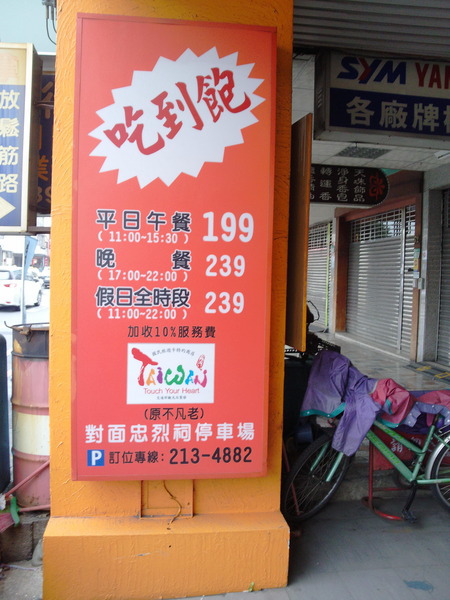 吃到飽
平日午餐 199
( 11:00~15:30 )
晚 餐 239
( 17:00~22:00 )
假日全時段 239
( 11:00~22:00 )
加收10%服務費
TAIWAN
Touch Your Heart
(原不凡老)
對面忠烈祠停車場
P 訂位專線: 213-4882
放鬆筋路
SYM YAM
各廠牌機